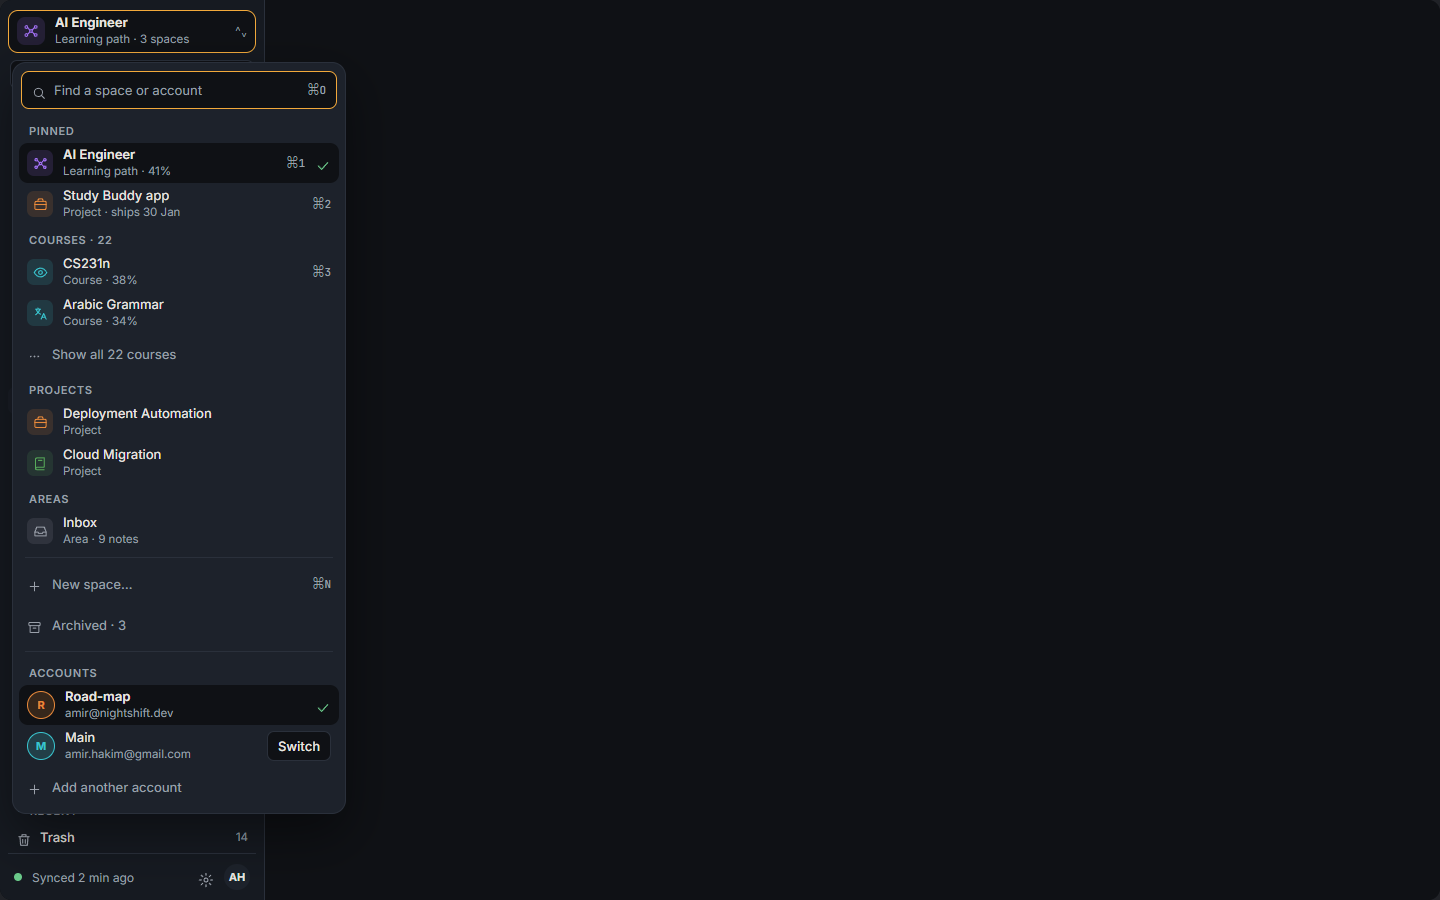 AI Engineer
Learning path · 3 spaces
Find a space or account ⌘O
PINNED
AI Engineer
Learning path · 41% ⌘1
Study Buddy app
Project · ships 30 Jan ⌘2
COURSES · 22
CS231n
Course · 38% ⌘3
Arabic Grammar
Course · 34%
Show all 22 courses
PROJECTS
Deployment Automation
Project
Cloud Migration
Project
AREAS
Inbox
Area · 9 notes
New space... ⌘N
Archived · 3
ACCOUNTS
R Road-map
amir@nightshift.dev
M Main
amir.hakim@gmail.com
Switch
Add another account
Trash 14
Synced 2 min ago AH